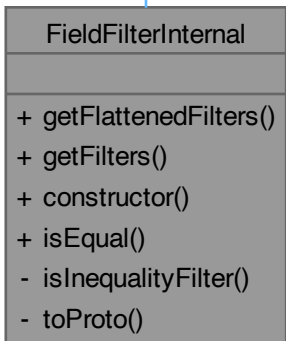 FieldFilterInternal
+ getFlattenedFilters()
+ getFilters()
+ constructor()
+ isEqual()
- isInequalityFilter()
- toProto()